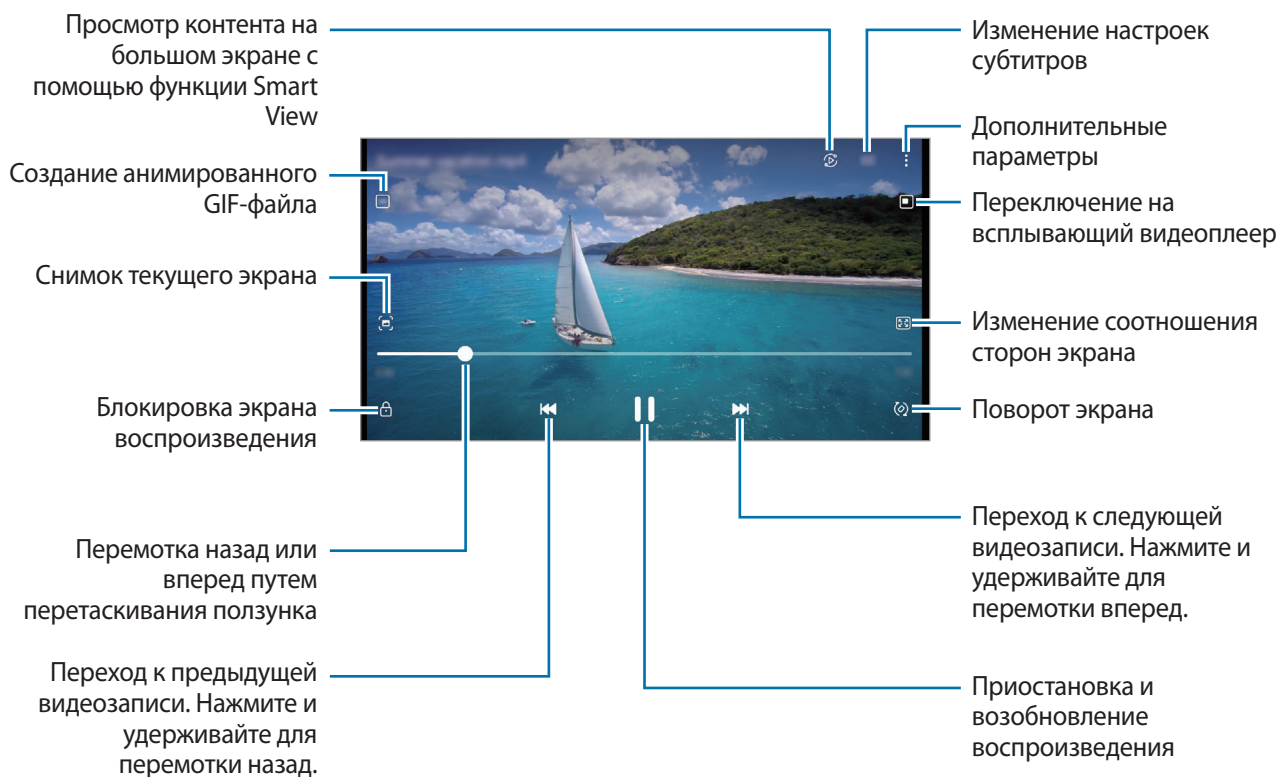 Просмотр контента на
большом экране с
помощью функции Smart
View
Создание анимированного
GIF-файла
Снимок текущего экрана
Блокировка экрана
воспроизведения
Перемотка назад или
вперед путем
перетаскивания ползунка
Переход к предыдущей
видеозаписи. Нажмите и
удерживайте для
перемотки назад.
Изменение настроек
субтитров
Дополнительные
параметры
Переключение на
всплывающий видеоплеер
Изменение соотношения
сторон экрана
Поворот экрана
Переход к следующей
видеозаписи. Нажмите и
удерживайте для
перемотки вперед.
Приостановка и
возобновление
воспроизведения